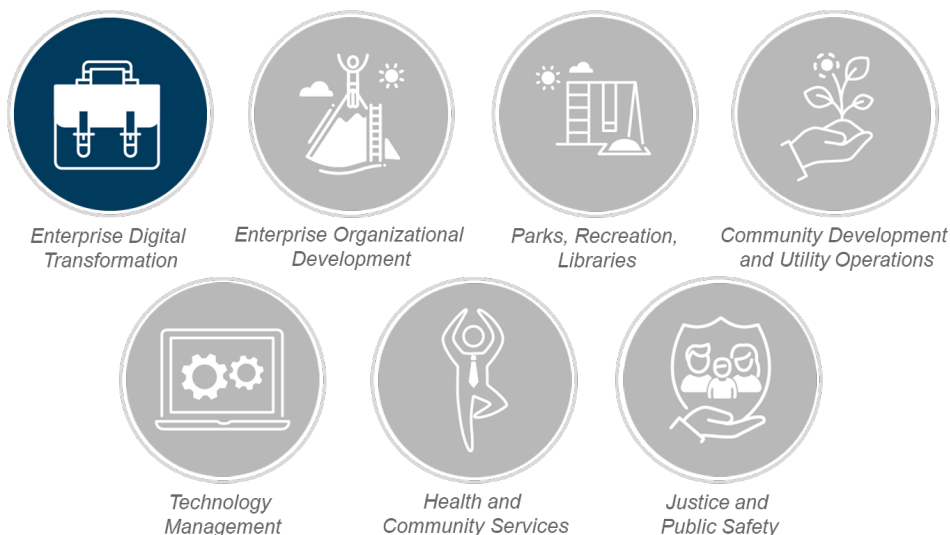 Enterprise Digital
Transformation
Enterprise Organizational
Development
Parks, Recreation,
Libraries
Community Development
and Utility Operations
Technology
Management
Health and
Community Services
Justice and
Public Safety